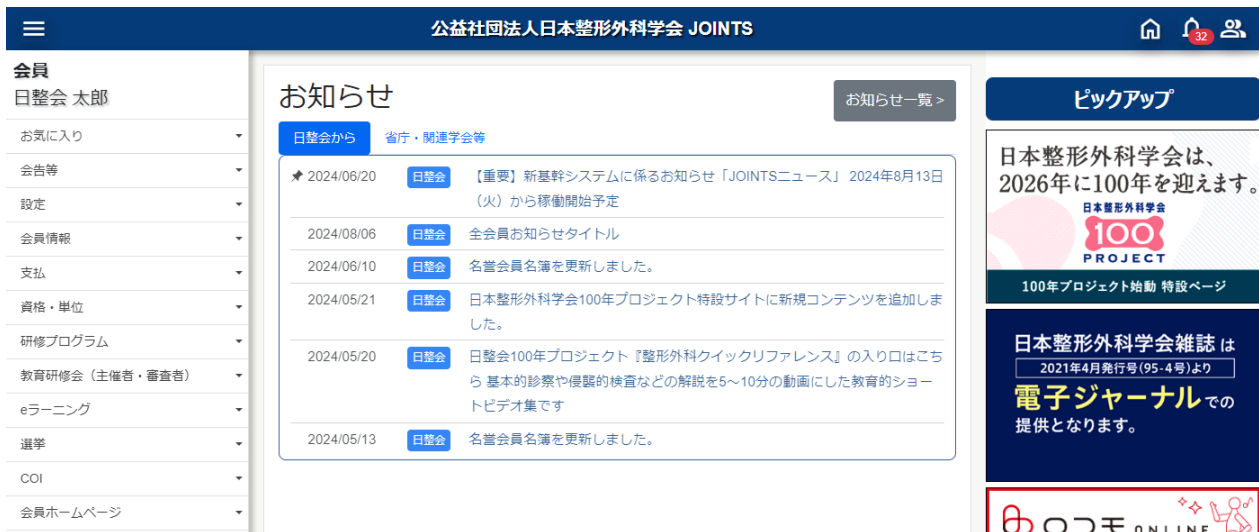 公益社団法人日本整形外科学会 JOINTS
32
会員
日整会 太郎
お気に入り
会告等
設定
会員情報
支払
資格・単位
研修プログラム
教育研修会（主催者・審査者）
eラーニング
選挙
COI
会員ホームページ
お知らせ
お知らせ一覧 >
日整会から 省庁・関連学会等
2024/06/20 日整会 【重要】新基幹システムに係るお知らせ「JOINTSニュース」 2024年8月13日
（火）から稼働開始予定
2024/08/06 日整会 全会員お知らせタイトル
2024/06/10 日整会 名誉会員名簿を更新しました。
2024/05/21 日整会 日本整形外科学会100年プロジェクト特設サイトに新規コンテンツを追加しま
した。
2024/05/20 日整会 日整会100年プロジェクト『整形外科クイックリファレンス』の入り口はこち
ら 基本的診察や侵襲的検査などの解説を5～10分の動画にした教育的ショー
トビデオ集です
2024/05/13 日整会 名誉会員名簿を更新しました。
ピックアップ
日本整形外科学会は、
2026年に100年を迎えます。
日本整形外科学会
100
PROJECT
100年プロジェクト始動 特設ページ
日本整形外科学会雑誌 は
2021年4月発行号(95-4号)より
電子ジャーナル での
提供となります。
ロコモ ONLINE